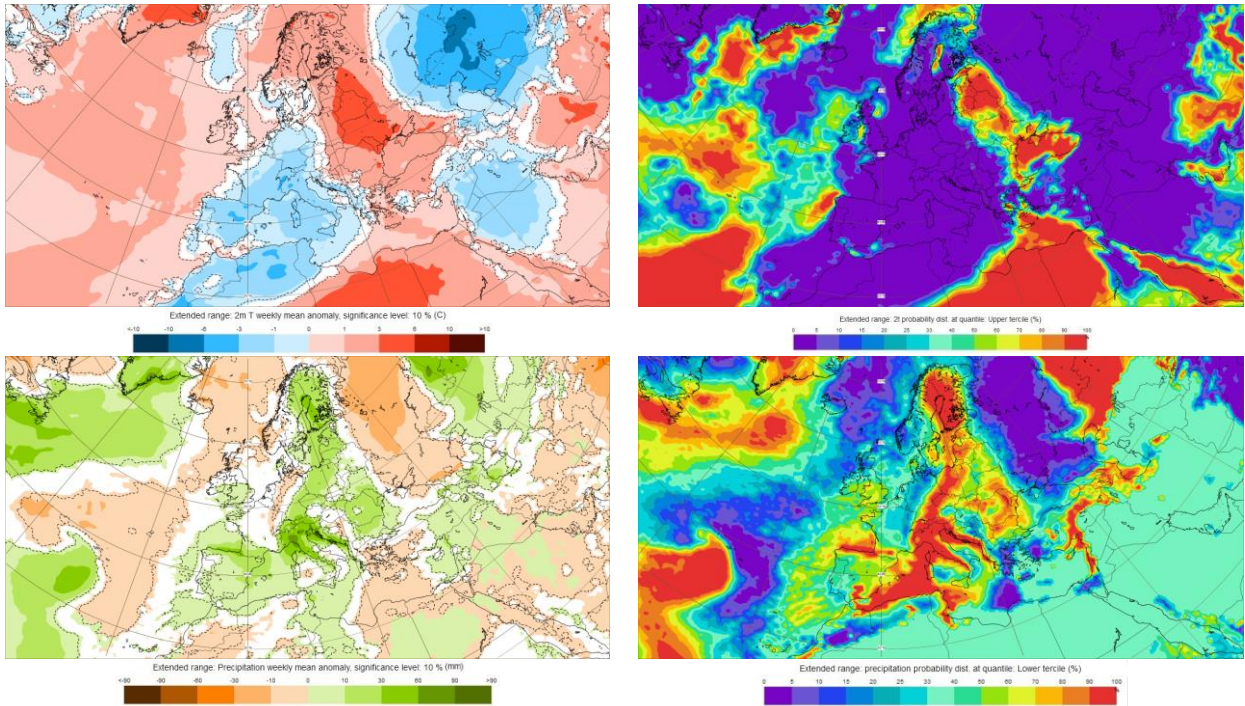 Extended range: 2m T weekly mean anomaly, significance level: 10 % (C)
<-10 -10 -6 -3 -1 0 1 3 6 10 >10
Extended range: 2t probability dist. at quantile: Upper tercile (%)
0 5 10 15 20 25 30 40 50 60 70 80 90 100
%
Extended range: Precipitation weekly mean anomaly, significance level: 10 % (mm)
<-90 -90 -60 -30 -10 0 10 30 60 90 >90
Extended range: precipitation probability dist. at quantile: Lower tercile (%)
0 5 10 15 20 25 30 40 50 60 70 80 90 100
%